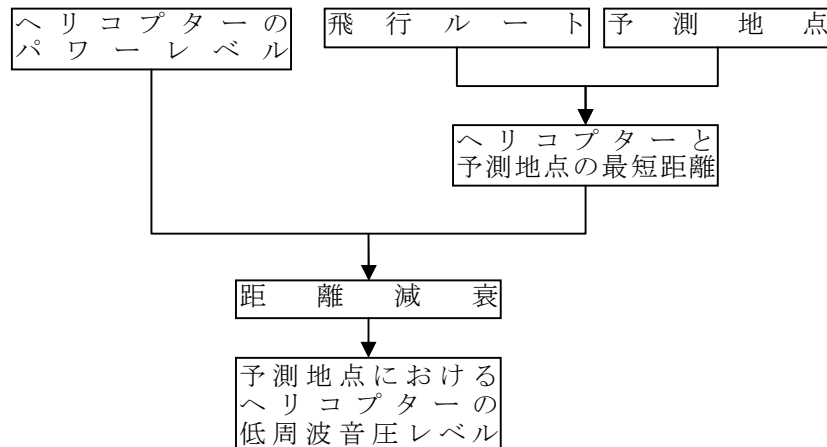 ヘリコプターの
パワーレベル
飛行ルート
予測地点
ヘリコプターと
予測地点の最短距離
距離減衰
予測地点における
ヘリコプターの
低周波音圧レベル